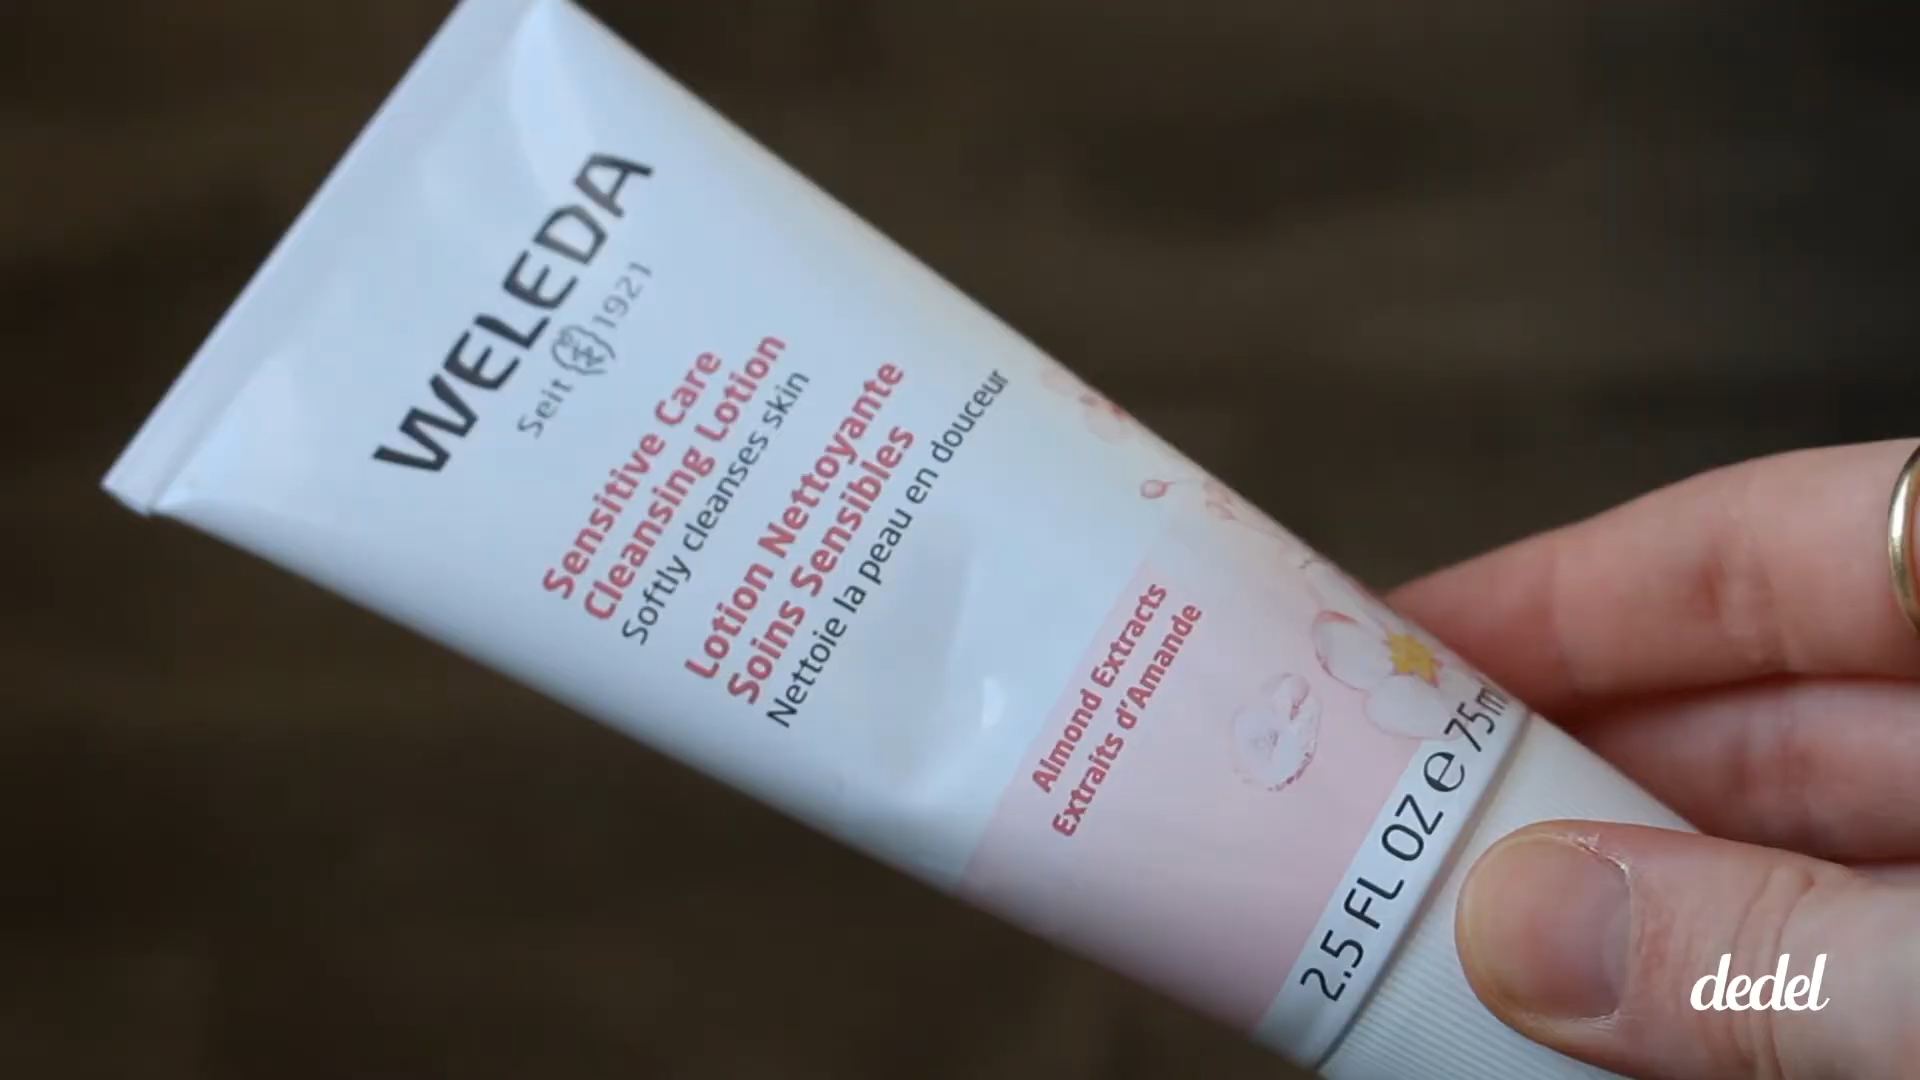 WELEDA
Seit 1921
Sensitive Care
Cleansing Lotion
Softly cleanses skin
Lotion Nettoyante
Soins Sensibles
Nettoie la peau en douceur
Almond Extracts
Extraits d'Amande
2.5 FL OZ e 75 m
dedel